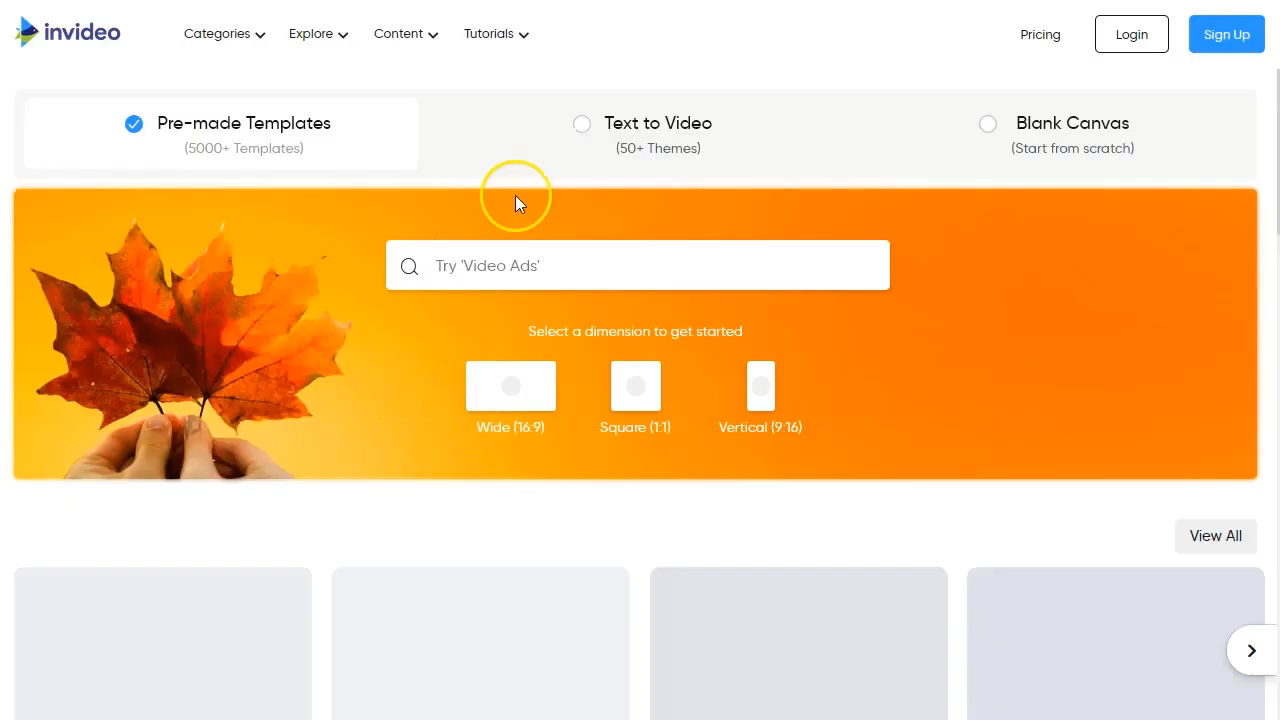 invideo
Categories
Explore
Content
Tutorials
Pricing
Login
Sign Up
Pre-made Templates
(5000+ Templates)
Text to Video
(50+ Themes)
Blank Canvas
(Start from scratch)
Try 'Video Ads'
Select a dimension to get started
Wide (16:9)
Square (1:1)
Vertical (9:16)
View All